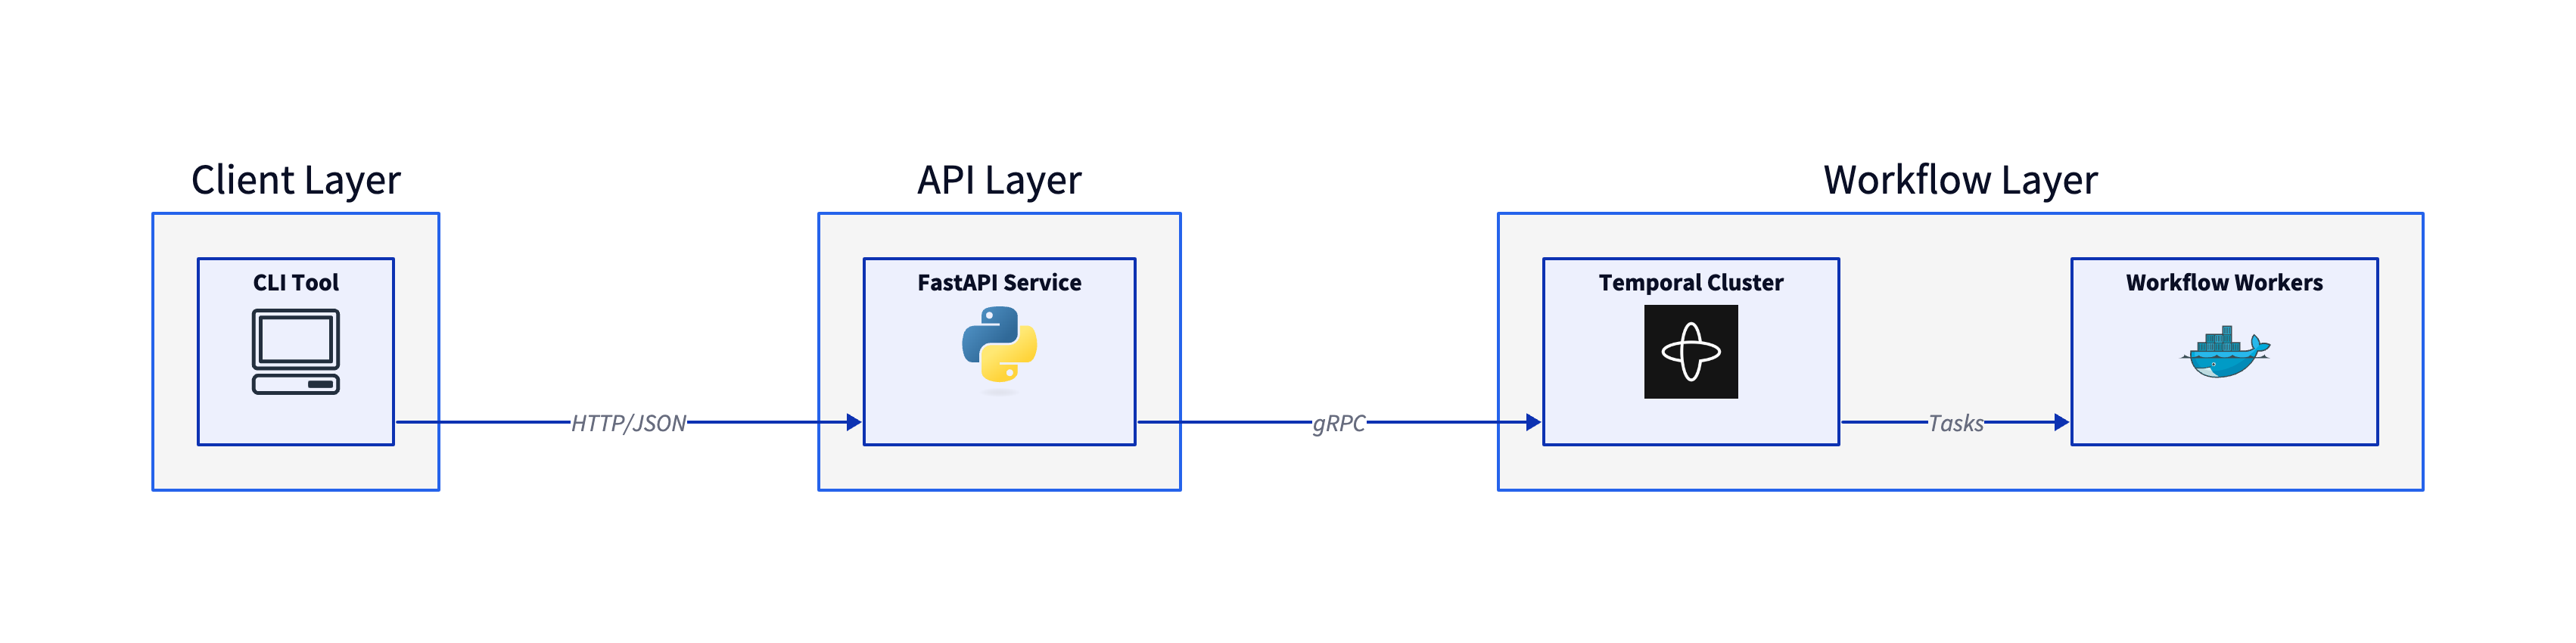 Client Layer
API Layer
Workflow Layer
CLI Tool
FastAPI Service
Temporal Cluster
Workflow Workers
HTTP/JSON
gRPC
Tasks